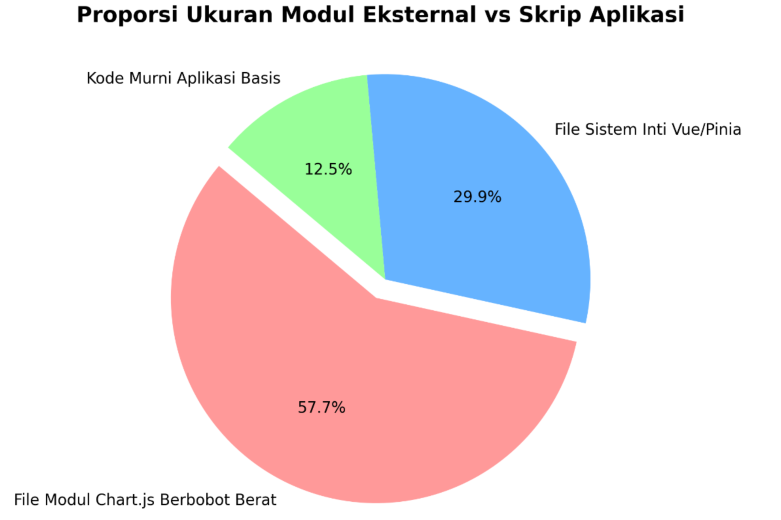 Proporsi Ukuran Modul Eksternal vs Skrip Aplikasi
Kode Murni Aplikasi Basis
File Sistem Inti Vue/Pinia
12.5%
29.9%
57.7%
File Modul Chart.js Berbobot Berat